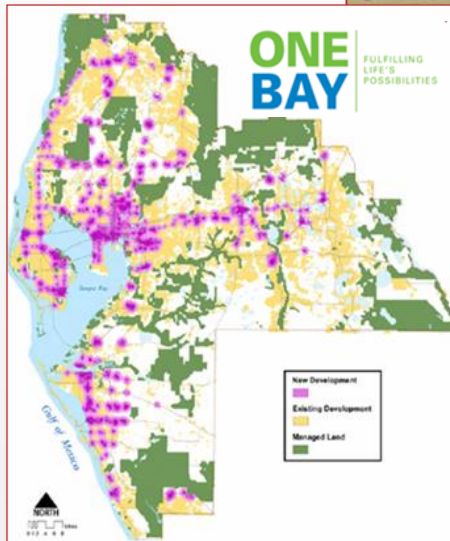 ONE
BAY
FULFILLING
LIFE'S
POSSIBILITIES
Tampa Bay
New Development
Existing Development
Managed Land
Gulf of Mexico
NORTH
Miles